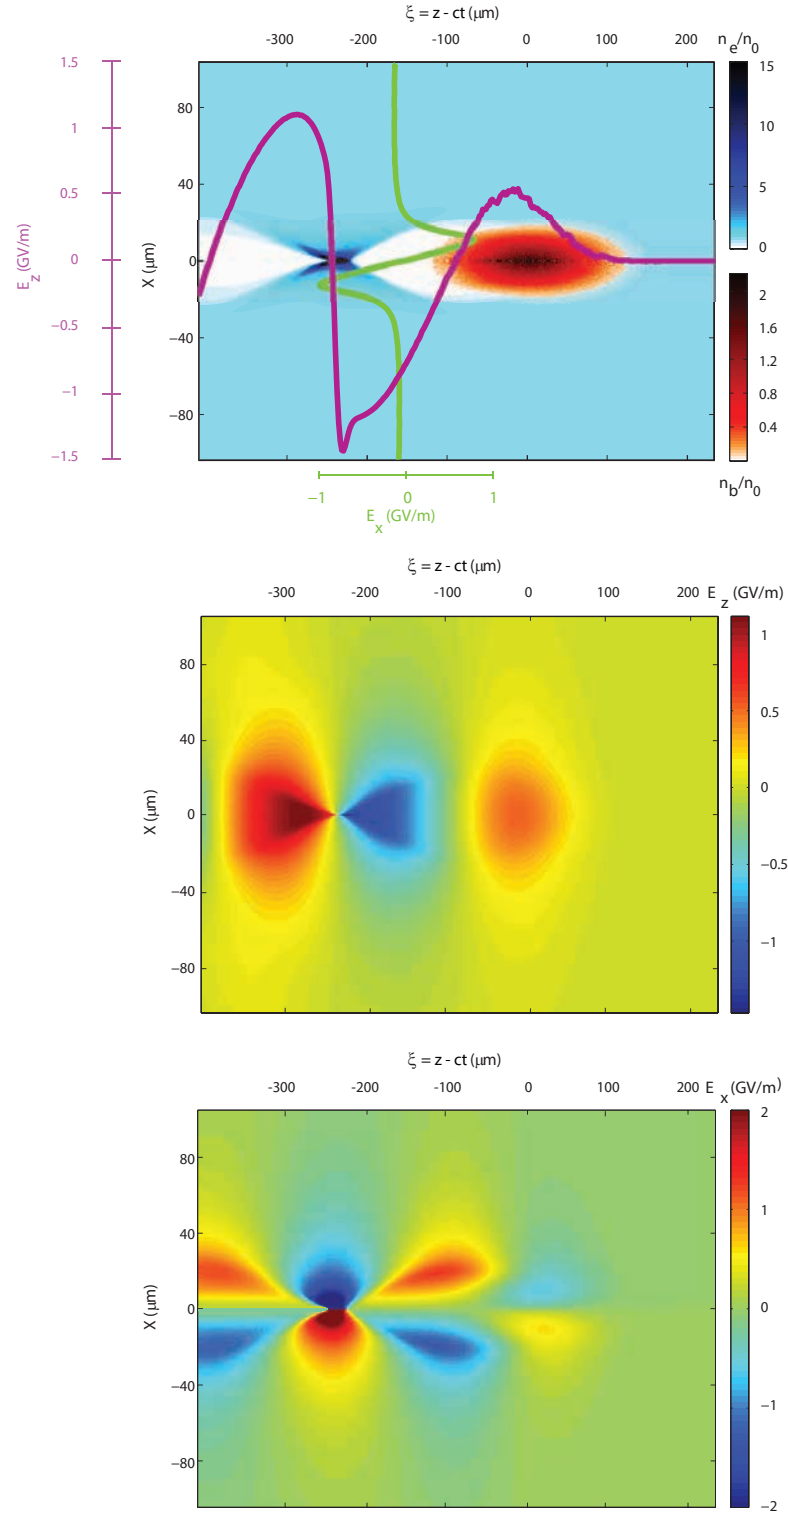 ξ = z - ct (μm)
-300 -200 -100 0 100 200
n_e/n_0
1.5
1
0.5
0
−0.5
−1
−1.5
E_z (GV/m)
80
40
0
−40
−80
X (μm)
15
10
5
0
2
1.6
1.2
0.8
0.4
n_b/n_0
−1 0 1
E_x (GV/m)
ξ = z - ct (μm)
-300 -200 -100 0 100 200
E_z (GV/m)
80
40
0
−40
−80
X (μm)
1
0.5
0
−0.5
−1
ξ = z - ct (μm)
-300 -200 -100 0 100 200
E_x (GV/m)
80
40
0
−40
−80
X (μm)
2
1
0
−1
−2